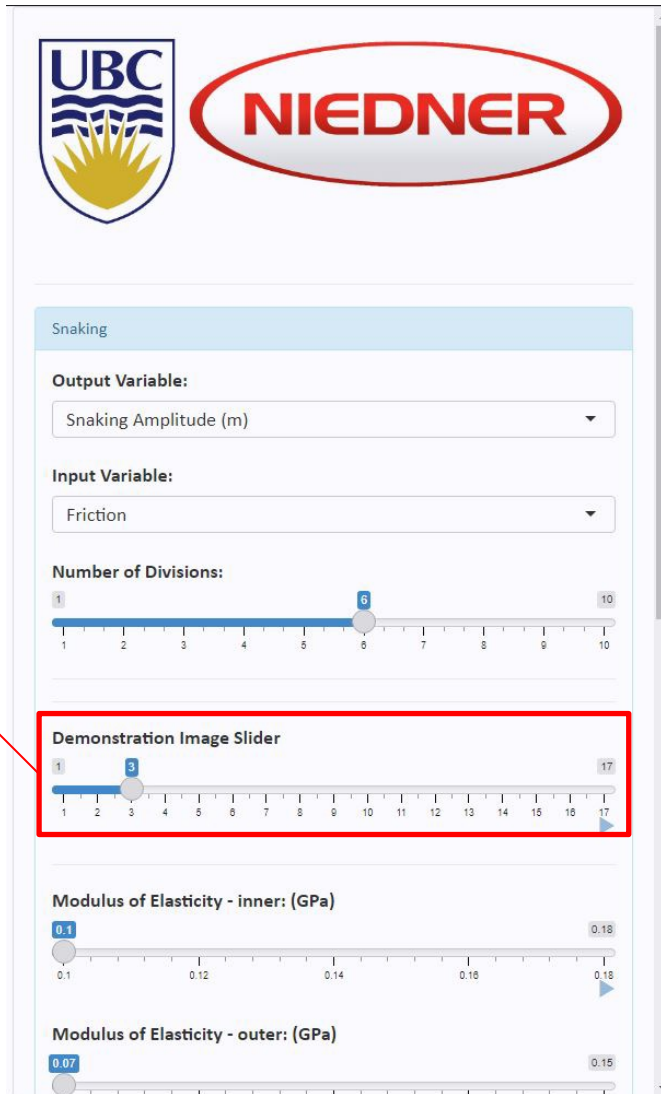 UBC
NIEDNER
Snaking
Output Variable:
Snaking Amplitude (m)
Input Variable:
Friction
Number of Divisions:
1 6 10
1 2 3 4 5 6 7 8 9 10
Demonstration Image Slider
1 3 17
1 2 3 4 5 6 7 8 9 10 11 12 13 14 15 16 17
Modulus of Elasticity - inner: (GPa)
0.1 0.18
0.1 0.12 0.14 0.16 0.18
Modulus of Elasticity - outer: (GPa)
0.07 0.15